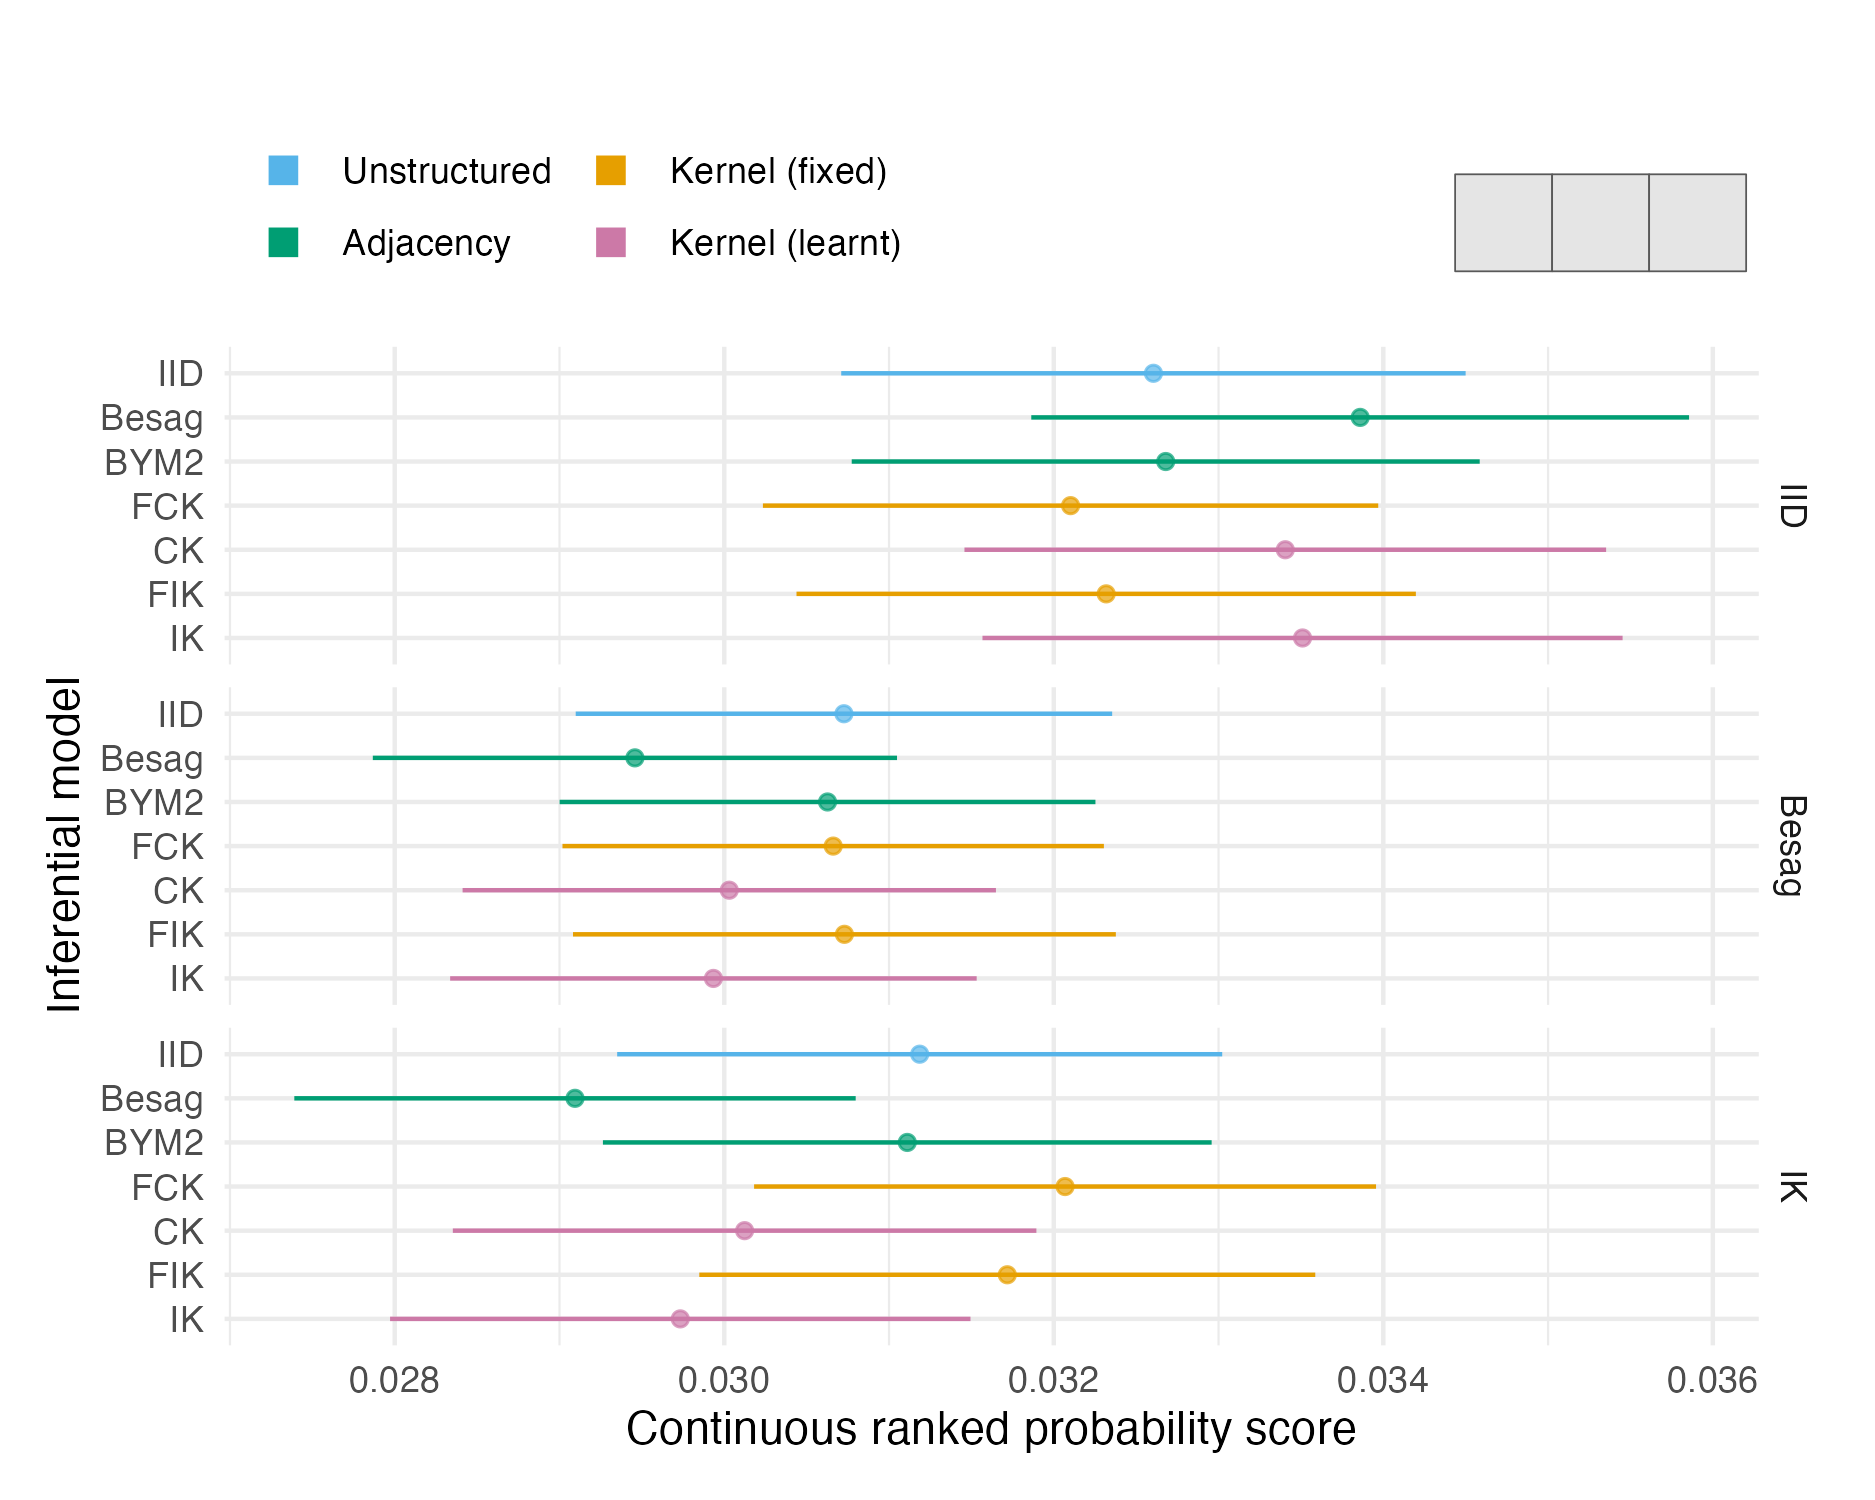 Unstructured
Kernel (fixed)
Adjacency
Kernel (learnt)
IID
Besag
BYM2
FCK
CK
FIK
IK
IID
IID
Besag
BYM2
FCK
CK
FIK
IK
Besag
IID
Besag
BYM2
FCK
CK
FIK
IK
IK
Inferential model
0.028
0.030
0.032
0.034
0.036
Continuous ranked probability score